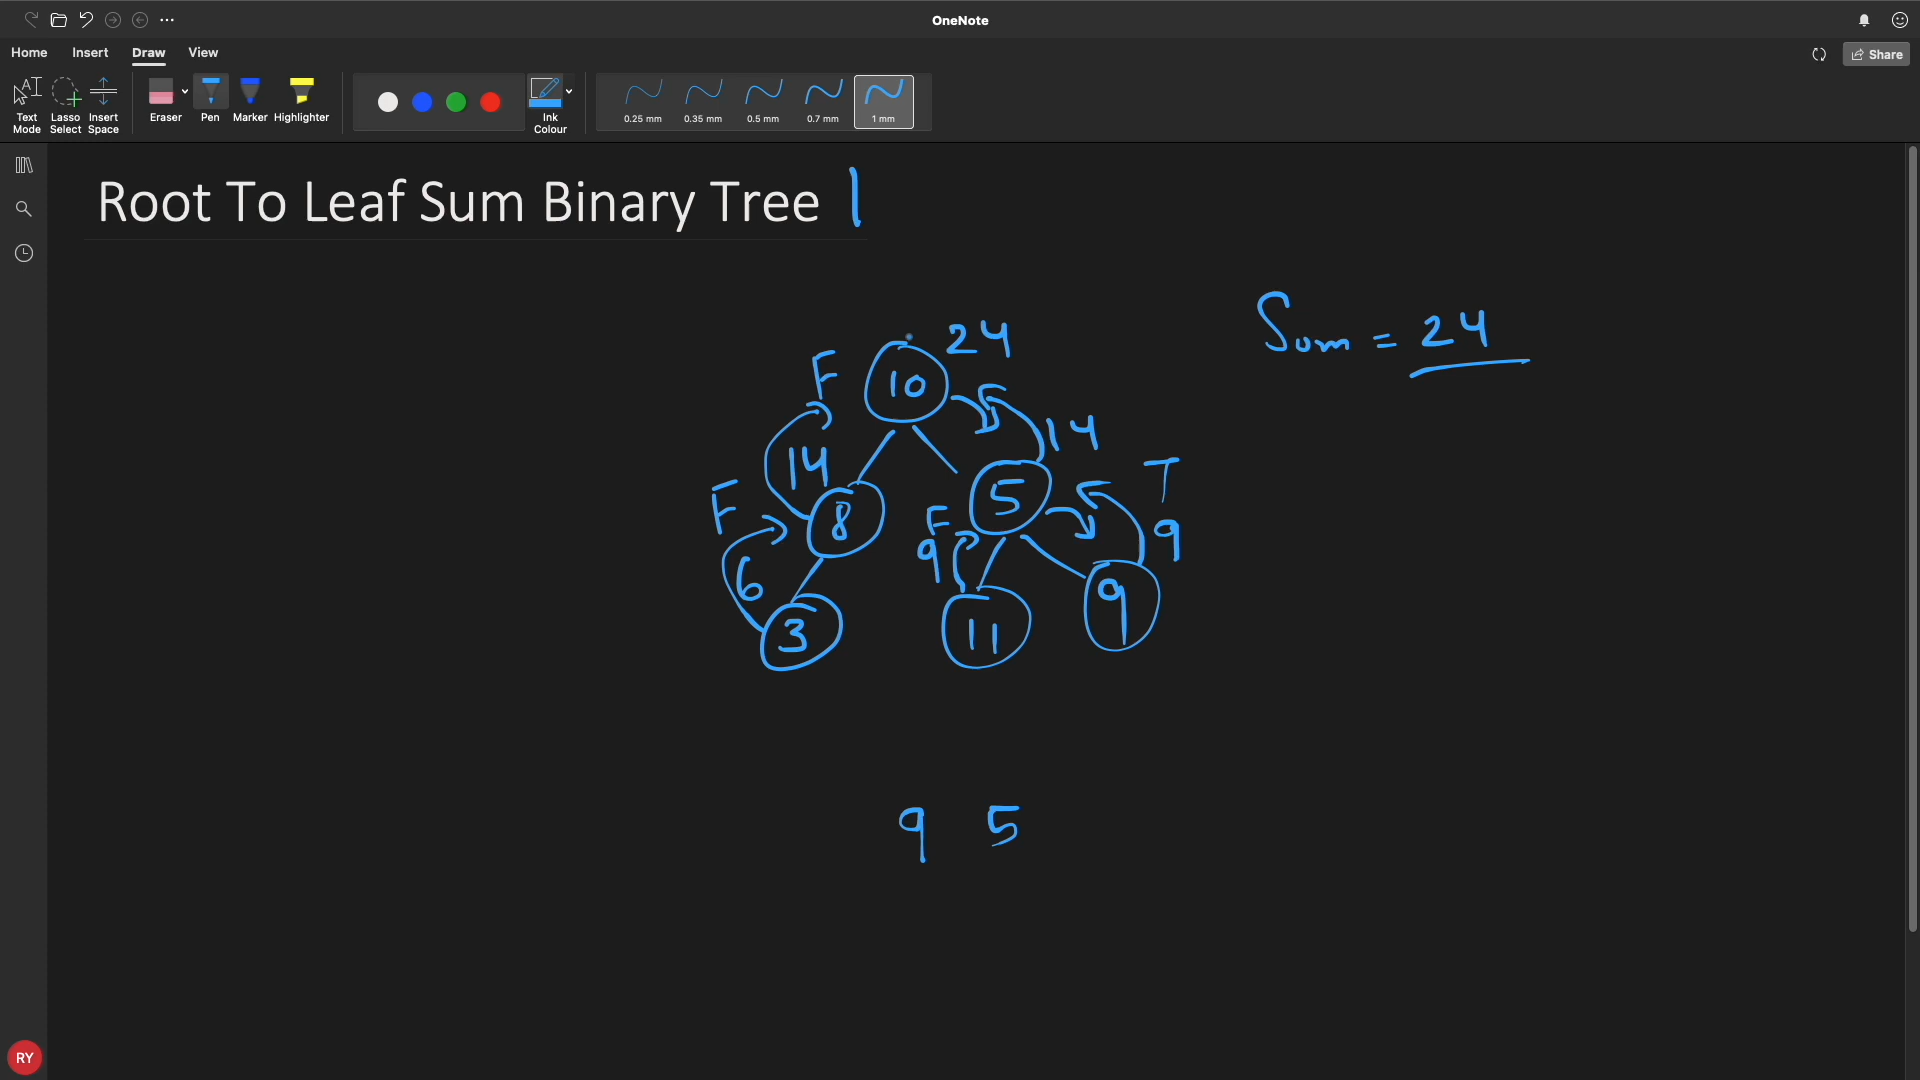 OneNote
Home Insert Draw View
Share
Text Mode
Lasso Select
Insert Space
Eraser
Pen
Marker
Highlighter
Ink Colour
0.25 mm
0.35 mm
0.5 mm
0.7 mm
1 mm
Root To Leaf Sum Binary Tree 1
Sum = 24
F 10 24
14 14
F 8 F 5 T
6 9 9
3 11 9
9 5
RY